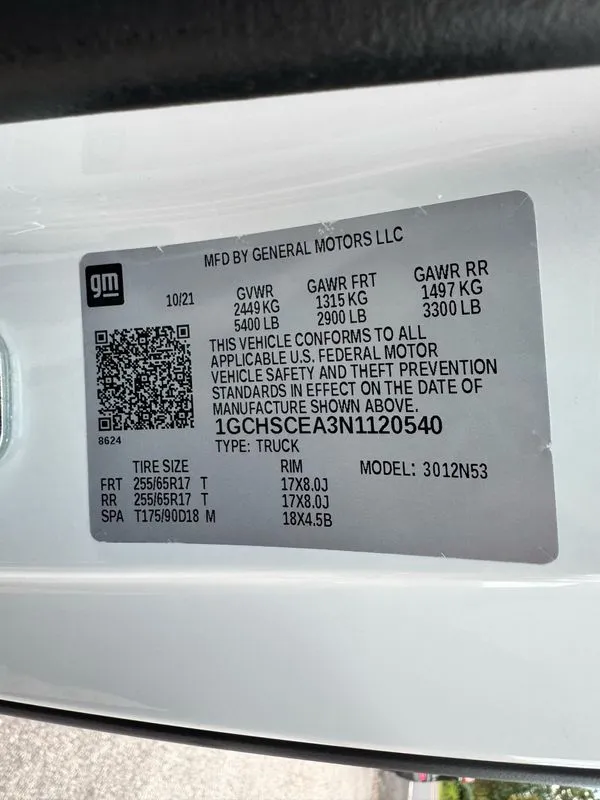 MFD BY GENERAL MOTORS LLC
gm
10/21 GVWR GAWR FRT GAWR RR
2449 KG 1315 KG 1497 KG
5400 LB 2900 LB 3300 LB
THIS VEHICLE CONFORMS TO ALL
APPLICABLE U.S. FEDERAL MOTOR
VEHICLE SAFETY AND THEFT PREVENTION
STANDARDS IN EFFECT ON THE DATE OF
MANUFACTURE SHOWN ABOVE.
1GCHSCEA3N1120540
8624
TYPE: TRUCK
TIRE SIZE RIM MODEL: 3012N53
FRT 255/65R17 T 17X8.0J
RR 255/65R17 T 17X8.0J
SPA T175/90D18 M 18X4.5B